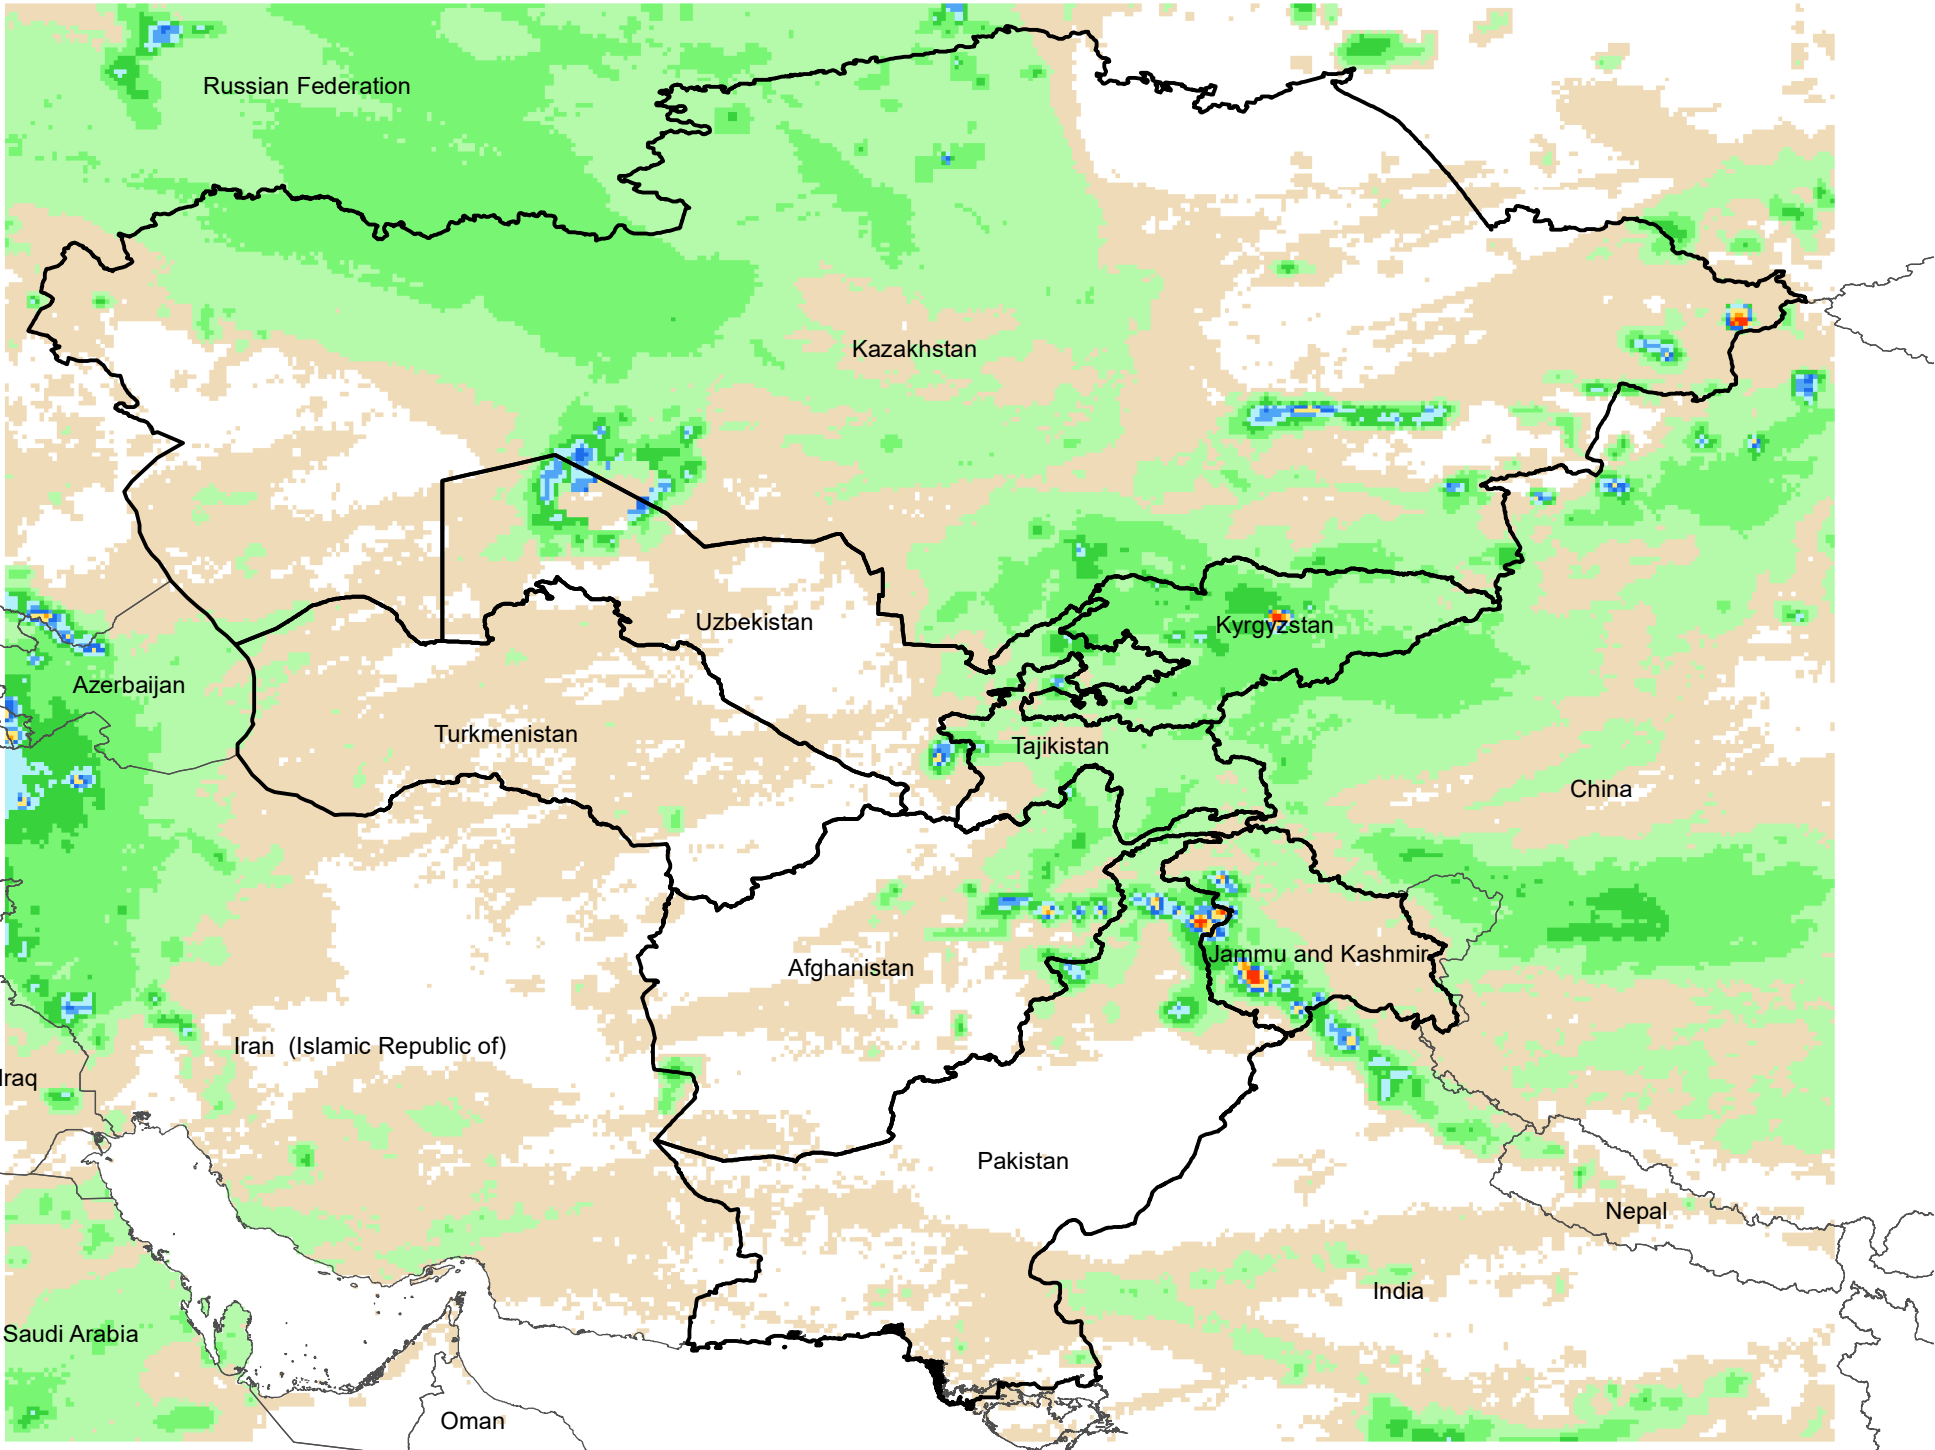 Russian Federation
Kazakhstan
Uzbekistan
Kyrgyzstan
Azerbaijan
Turkmenistan
Tajikistan
China
Jammu and Kashmir
Afghanistan
Iran  (Islamic Republic of)
Iraq
Pakistan
Nepal
India
Saudi Arabia
Oman